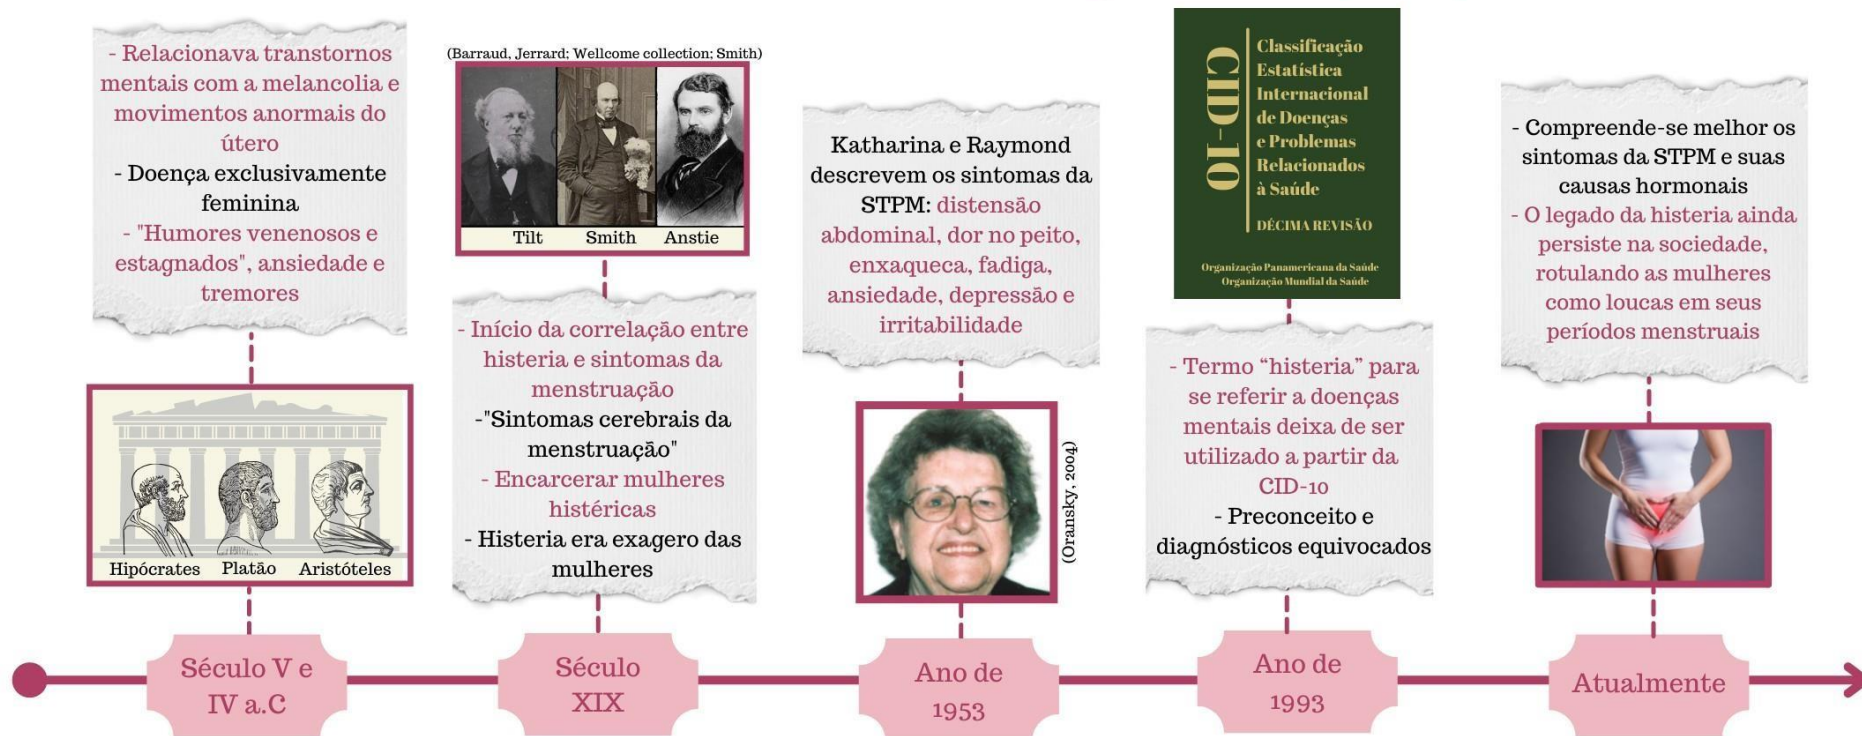 - Relacionava transtornos
mentais com a melancolia e
movimentos anormais do
útero
- Doença exclusivamente
feminina
- "Humores venenosos e
estagnados", ansiedade e
tremores
Hipócrates Platão Aristóteles
Século V e
IV a.C
(Barraud, Jerrard; Wellcome collection; Smith)
Tilt Smith Anstie
- Início da correlação entre
histeria e sintomas da
menstruação
-"Sintomas cerebrais da
menstruação"
- Encarcerar mulheres
histéricas
- Histeria era exagero das
mulheres
Século
XIX
Katharina e Raymond
descrevem os sintomas da
STPM: distensão
abdominal, dor no peito,
enxaqueca, fadiga,
ansiedade, depressão e
irritabilidade
(Oransky, 2004)
Ano de
1953
CID-10
Classificação
Estatística
Internacional
de Doenças
e Problemas
Relacionados
à Saúde
DÉCIMA REVISÃO
Organização Panamericana da Saúde
Organização Mundial da Saúde
- Termo “histeria” para
se referir a doenças
mentais deixa de ser
utilizado a partir da
CID-10
- Preconceito e
diagnósticos equivocados
Ano de
1993
- Compreende-se melhor os
sintomas da STPM e suas
causas hormonais
- O legado da histeria ainda
persiste na sociedade,
rotulando as mulheres
como loucas em seus
períodos menstruais
Atualmente